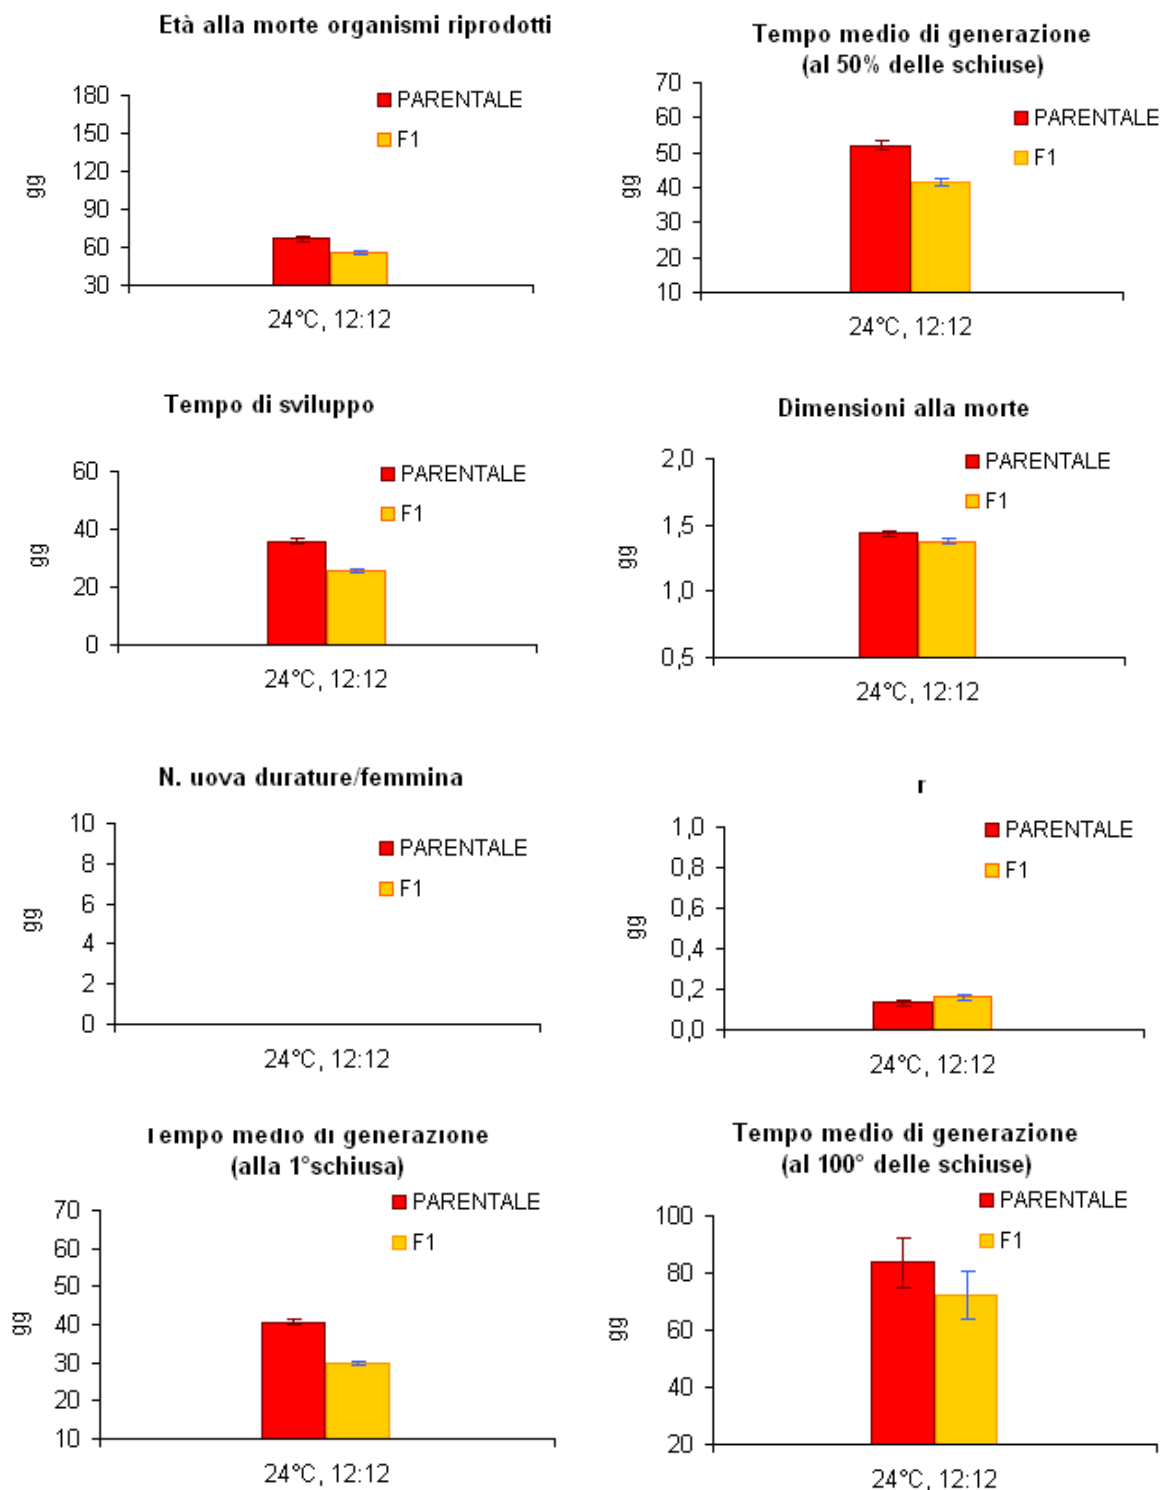 Età alla morte organismi riprodotti
180
150
120
90
60
30
gg
PARENTALE
F1
24°C, 12:12
Tempo medio di generazione
(al 50% delle schiuse)
70
60
50
40
30
20
10
gg
PARENTALE
F1
24°C, 12:12
Tempo di sviluppo
60
40
20
0
gg
PARENTALE
F1
24°C, 12:12
Dimensioni alla morte
2,0
1,5
1,0
0,5
gg
PARENTALE
F1
24°C, 12:12
N. uova durature/femmina
10
8
6
4
2
0
gg
PARENTALE
F1
24°C, 12:12
r
1,0
0,8
0,6
0,4
0,2
0,0
gg
PARENTALE
F1
24°C, 12:12
Tempo medio di generazione
(alla 1°schiusa)
70
60
50
40
30
20
10
gg
PARENTALE
F1
24°C, 12:12
Tempo medio di generazione
(al 100° delle schiuse)
100
80
60
40
20
gg
PARENTALE
F1
24°C, 12:12